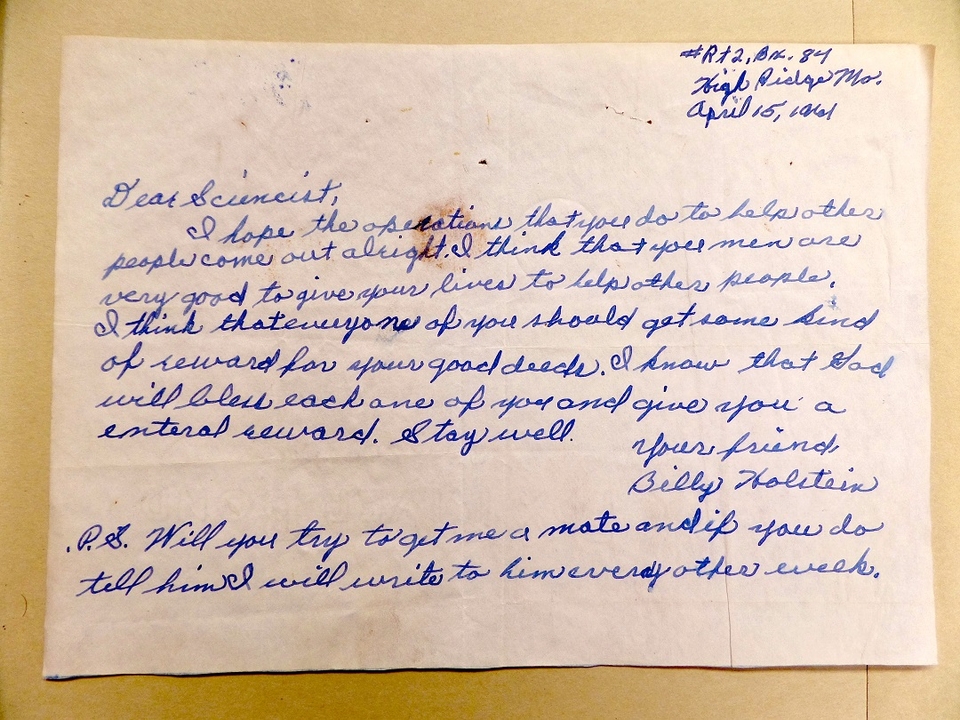 #Rt2, Bx. 84
High Ridge Mo.
April 15, 1961
Dear Sciencist,
I hope the operations that you do to help other
people come out alright. I think that you men are
very good to give your lives to help other people.
I think that everyone of you should get some kind
of reward for your good deeds. I know that God
will bless each one of you and give you a
enteral reward. Stay well.
Your friend
Billy Holstein
P.S. Will you try to get me a mate and if you do
tell him I will write to him every other week.